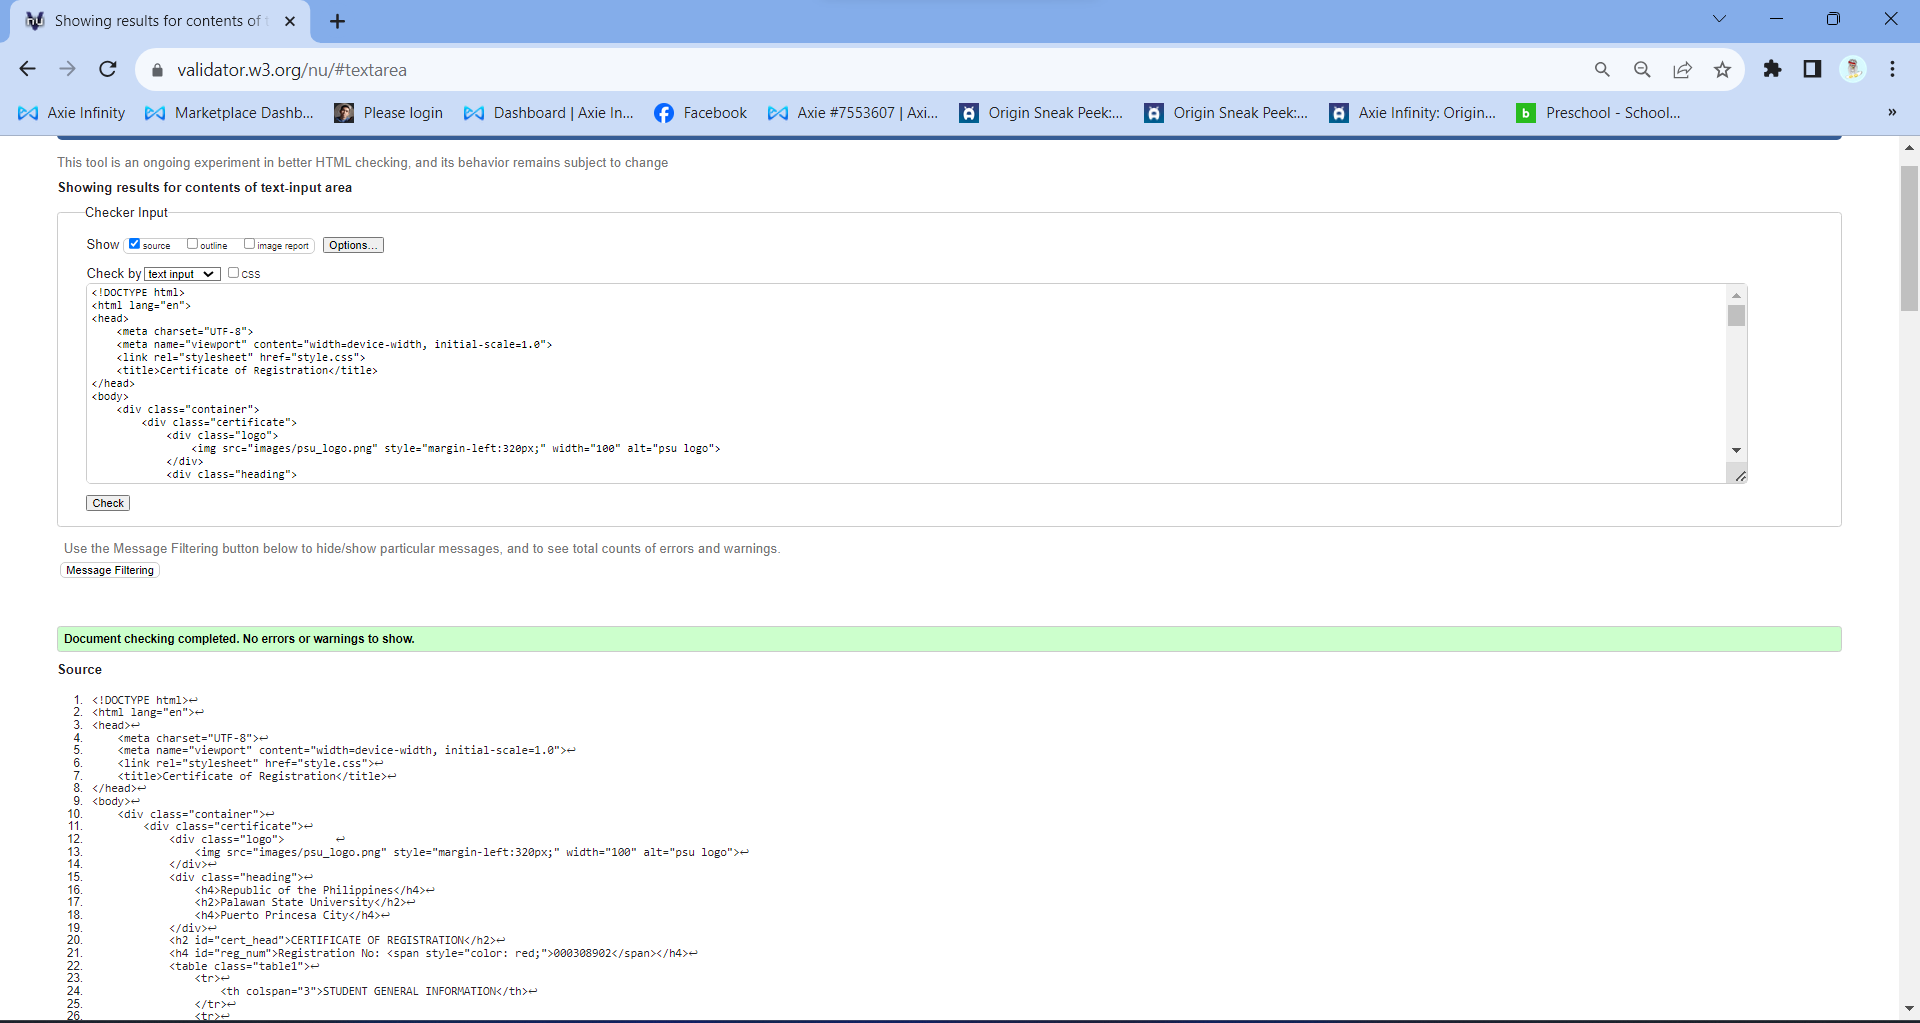 Showing results for contents of t
validator.w3.org/nu/#textarea
Axie Infinity
Marketplace Dashb...
Please login
Dashboard | Axie In...
Facebook
Axie #7553607 | Axi...
Origin Sneak Peek:...
Origin Sneak Peek:...
Axie Infinity: Origin...
b
Preschool - School...
»
This tool is an ongoing experiment in better HTML checking, and its behavior remains subject to change
Showing results for contents of text-input area
Checker Input
Show source outline image report Options...
Check by text input css
<!DOCTYPE html>
<html lang="en">
<head>
    <meta charset="UTF-8">
    <meta name="viewport" content="width=device-width, initial-scale=1.0">
    <link rel="stylesheet" href="style.css">
    <title>Certificate of Registration</title>
</head>
<body>
    <div class="container">
        <div class="certificate">
            <div class="logo">
                <img src="images/psu_logo.png" style="margin-left:320px;" width="100" alt="psu logo">
            </div>
            <div class="heading">
Check
Use the Message Filtering button below to hide/show particular messages, and to see total counts of errors and warnings.
Message Filtering
Document checking completed. No errors or warnings to show.
Source
1. <!DOCTYPE html>↩
2. <html lang="en">↩
3. <head>↩
4.     <meta charset="UTF-8">↩
5.     <meta name="viewport" content="width=device-width, initial-scale=1.0">↩
6.     <link rel="stylesheet" href="style.css">↩
7.     <title>Certificate of Registration</title>↩
8. </head>↩
9. <body>↩
10.     <div class="container">↩
11.         <div class="certificate">↩
12.             <div class="logo">        ↩
13.                 <img src="images/psu_logo.png" style="margin-left:320px;" width="100" alt="psu logo">↩
14.             </div>↩
15.             <div class="heading">↩
16.                 <h4>Republic of the Philippines</h4>↩
17.                 <h2>Palawan State University</h2>↩
18.                 <h4>Puerto Princesa City</h4>↩
19.             </div>↩
20.             <h2 id="cert_head">CERTIFICATE OF REGISTRATION</h2>↩
21.             <h4 id="reg_num">Registration No: <span style="color: red;">000308902</span></h4>↩
22.             <table class="table1">↩
23.                 <tr>↩
24.                     <th colspan="3">STUDENT GENERAL INFORMATION</th>↩
25.                 </tr>↩
26.                 <tr>↩